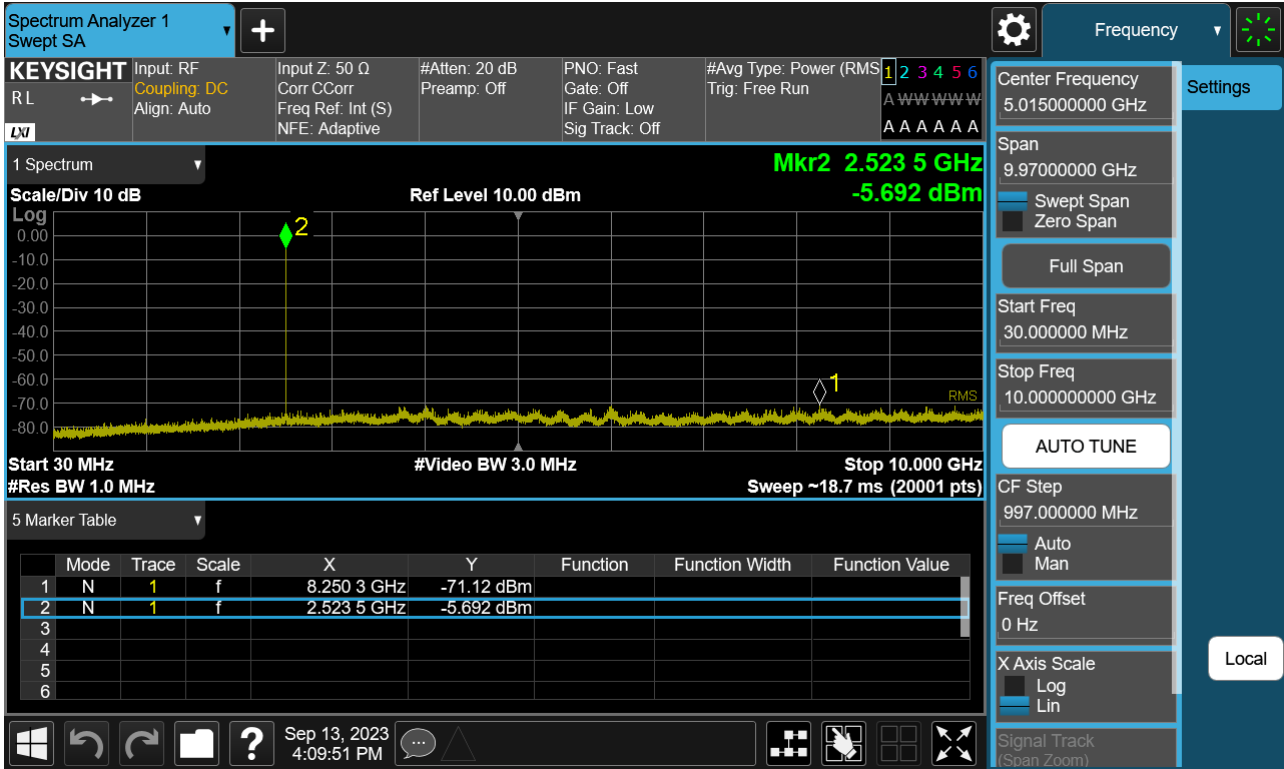 Spectrum Analyzer 1
Swept SA
Frequency
KEYSIGHT
R L
LXI
Input: RF
Coupling: DC
Align: Auto
Input Z: 50 Ω
Corr CCorr
Freq Ref: Int (S)
NFE: Adaptive
#Atten: 20 dB
Preamp: Off
PNO: Fast
Gate: Off
IF Gain: Low
Sig Track: Off
#Avg Type: Power (RMS
Trig: Free Run
1 2 3 4 5 6
A W W W W W
A A A A A A
1 Spectrum
Mkr2 2.523 5 GHz
-5.692 dBm
Scale/Div 10 dB
Ref Level 10.00 dBm
Log
0.00
-10.0
-20.0
-30.0
-40.0
-50.0
-60.0
-70.0
-80.0
2
1
RMS
Start 30 MHz
#Video BW 3.0 MHz
Stop 10.000 GHz
#Res BW 1.0 MHz
Sweep ~18.7 ms (20001 pts)
5 Marker Table
Mode Trace Scale X Y Function Function Width Function Value
1 N 1 f 8.250 3 GHz -71.12 dBm
2 N 1 f 2.523 5 GHz -5.692 dBm
3
4
5
6
Sep 13, 2023
4:09:51 PM
Center Frequency
5.015000000 GHz
Span
9.97000000 GHz
Swept Span
Zero Span
Full Span
Start Freq
30.000000 MHz
Stop Freq
10.000000000 GHz
AUTO TUNE
CF Step
997.000000 MHz
Auto
Man
Freq Offset
0 Hz
X Axis Scale
Log
Lin
Signal Track
(Span Zoom)
Settings
Local